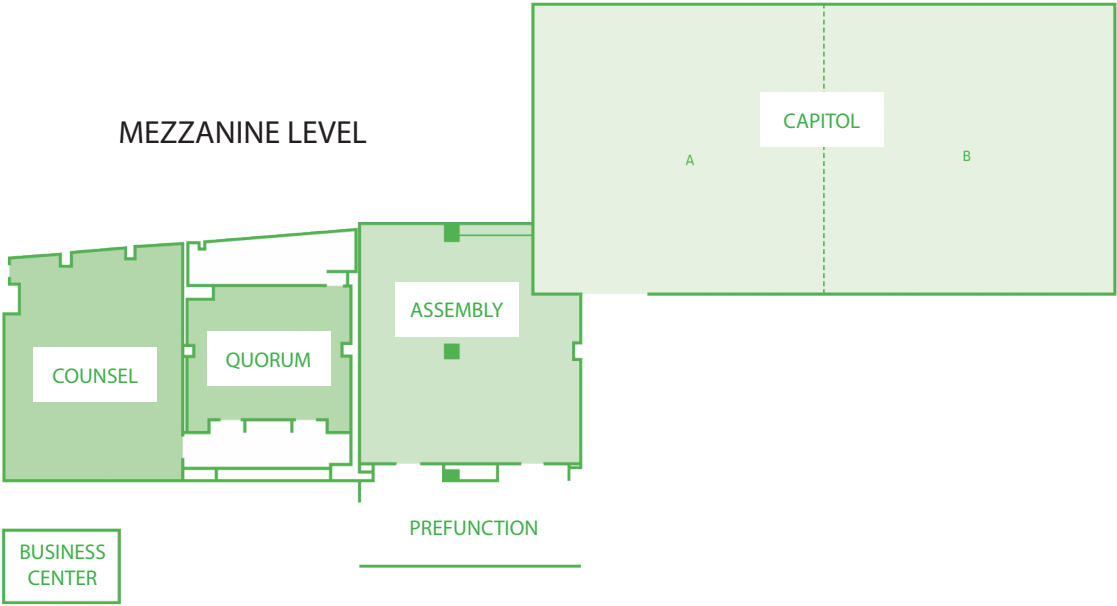 MEZZANINE LEVEL
CAPITOL
A
B
ASSEMBLY
QUORUM
COUNSEL
PREFUNCTION
BUSINESS
CENTER